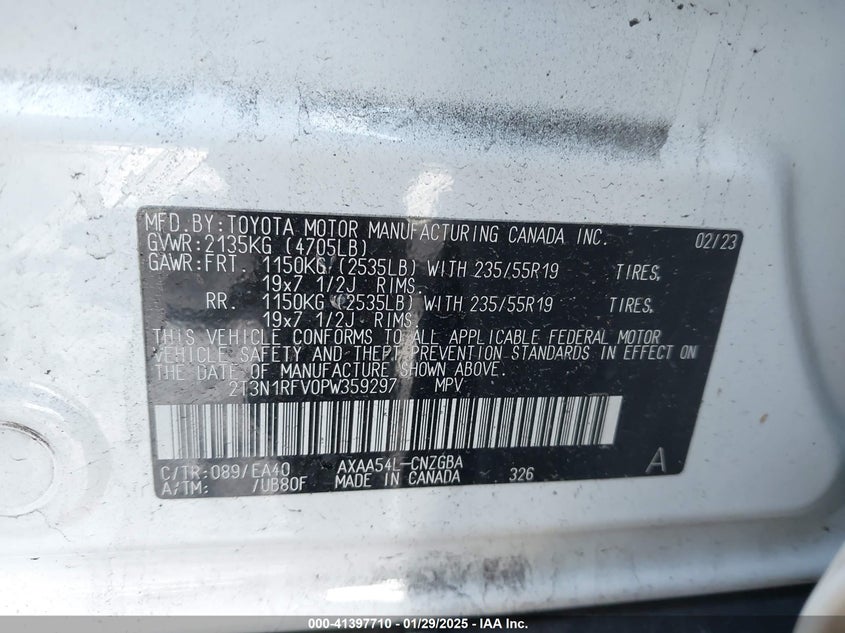 MFD.BY:TOYOTA MOTOR MANUFACTURING CANADA INC. 02/23
GVWR:2135KG (4705LB)
GAWR:FRT. 1150KG (2535LB) WITH 235/55R19 TIRES,
19x7 1/2J RIMS.
RR. 1150KG (2535LB) WITH 235/55R19 TIRES,
19x7 1/2J RIMS.
THIS VEHICLE CONFORMS TO ALL APPLICABLE FEDERAL MOTOR
VEHICLE SAFETY AND THEFT PREVENTION STANDARDS IN EFFECT ON
THE DATE OF MANUFACTURE SHOWN ABOVE.
2T3N1RFV0PW359297 MPV
C/TR:089/EA40 AXAA54L-CNZGBA 326 A
A/TM: /UB80F MADE IN CANADA
000-41397710 - 01/29/2025 - IAA Inc.